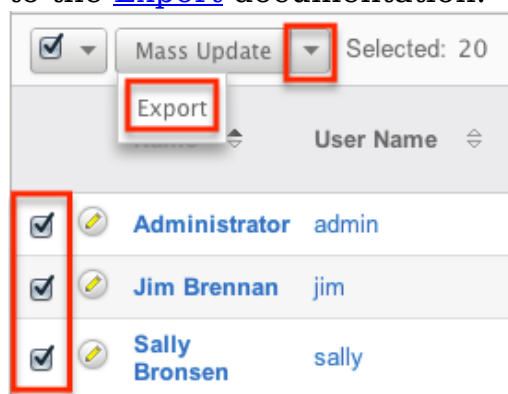 to the Export documentation.
Mass Update Selected: 20
Export
Name User Name
Administrator admin
Jim Brennan jim
Sally
Bronsen sally